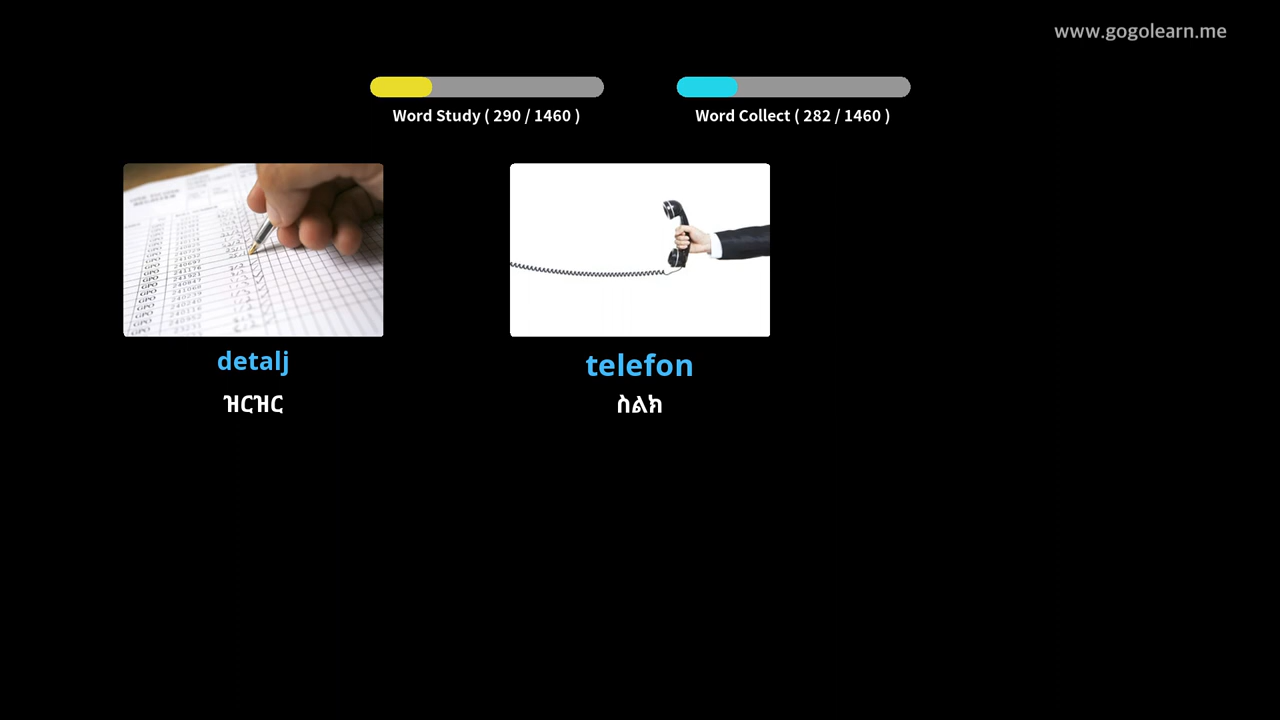 www.gogolearn.me
Word Study ( 290 / 1460 )
Word Collect ( 282 / 1460 )
detalj
telefon
ዝርዝር
ስልክ